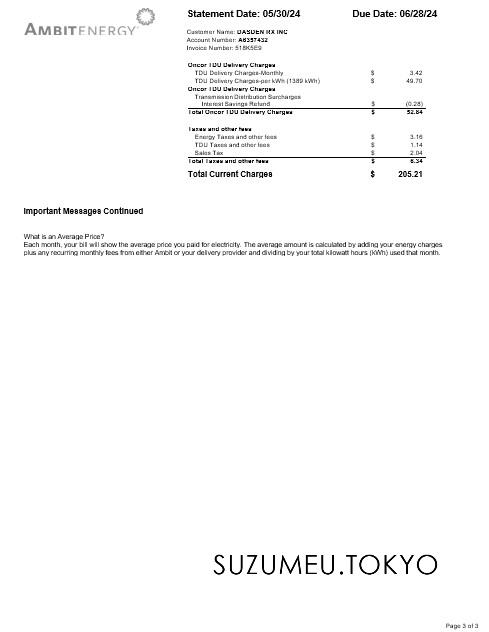 AMBITENERGY
Statement Date: 05/30/24 Due Date: 06/28/24
Customer Name: DASDEN RX INC
Account Number: A6357432
Invoice Number: 518K5E9
Oncor TDU Delivery Charges
TDU Delivery Charges-Monthly $ 3.42
TDU Delivery Charges-per kWh (1389 kWh) $ 49.70
Oncor TDU Delivery Charges
Transmission Distribution Surcharges
Interest Savings Refund $ (0.28)
Total Oncor TDU Delivery Charges $ 52.84
Taxes and other fees
Energy Taxes and other fees $ 3.16
TDU Taxes and other fees $ 1.14
Sales Tax $ 2.04
Total Taxes and other fees $ 6.34
Total Current Charges $ 205.21
Important Messages Continued
What is an Average Price?
Each month, your bill will show the average price you paid for electricity. The average amount is calculated by adding your energy charges
plus any recurring monthly fees from either Ambit or your delivery provider and dividing by your total kilowatt hours (kWh) used that month.
SUZUMEU.TOKYO
Page 3 of 3